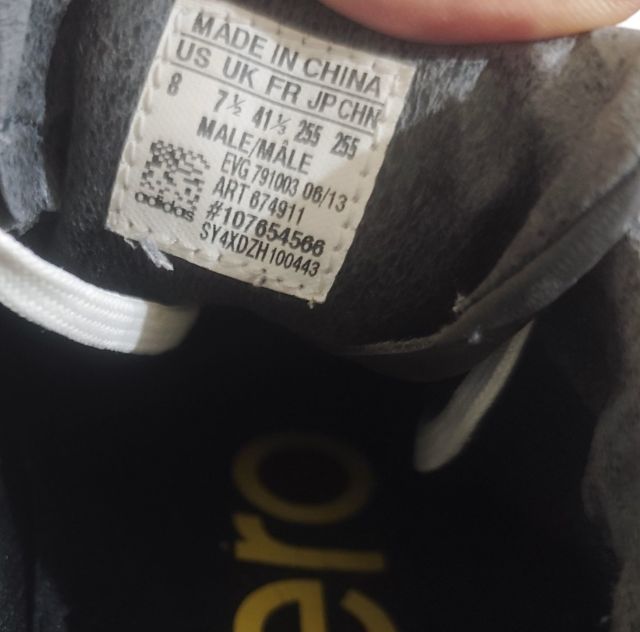 MADE IN CHINA
US UK FR JP CHN
8 7½ 41⅓ 255 255
MALE/MÂLE
EVG 791003 06/13
ART 674911
#107654566
SY4XDZH100443
adidas
ero